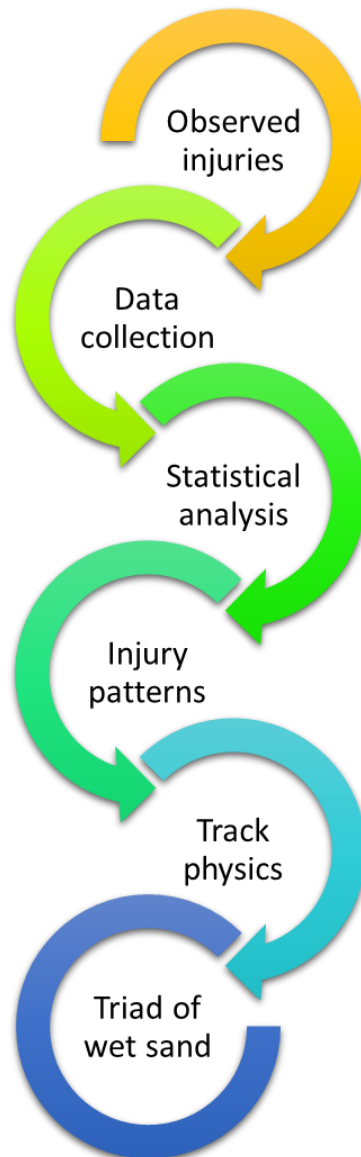 Observed
injuries
Data
collection
Statistical
analysis
Injury
patterns
Track
physics
Triad of
wet sand